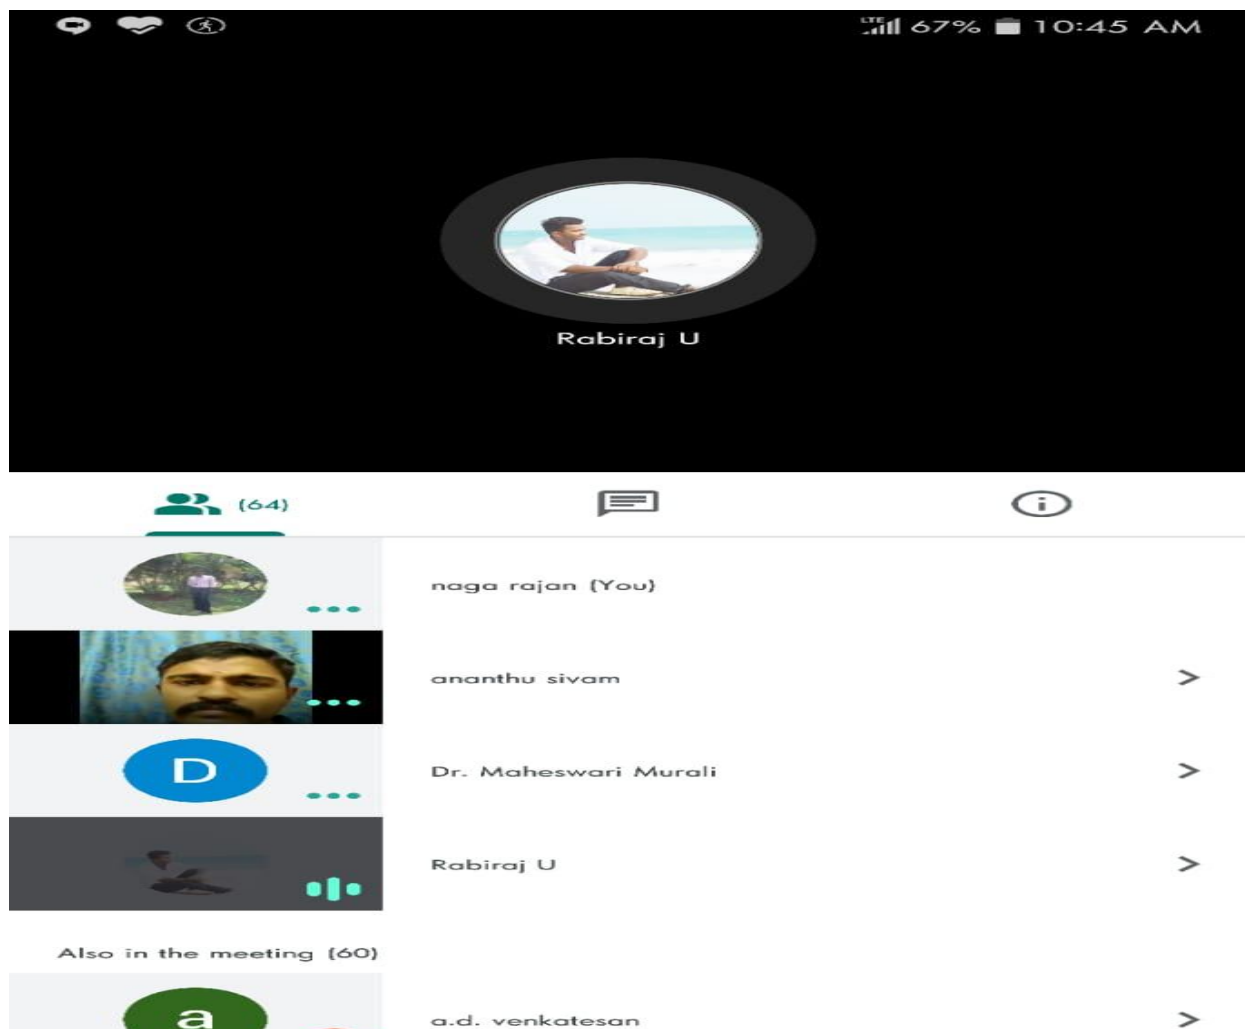 LTE 67% 10:45 AM
Rabiraj U
(64)
naga rajan (You)
ananthu sivam
D
Dr. Maheswari Murali
Rabiraj U
Also in the meeting (60)
a
a.d. venkatesan